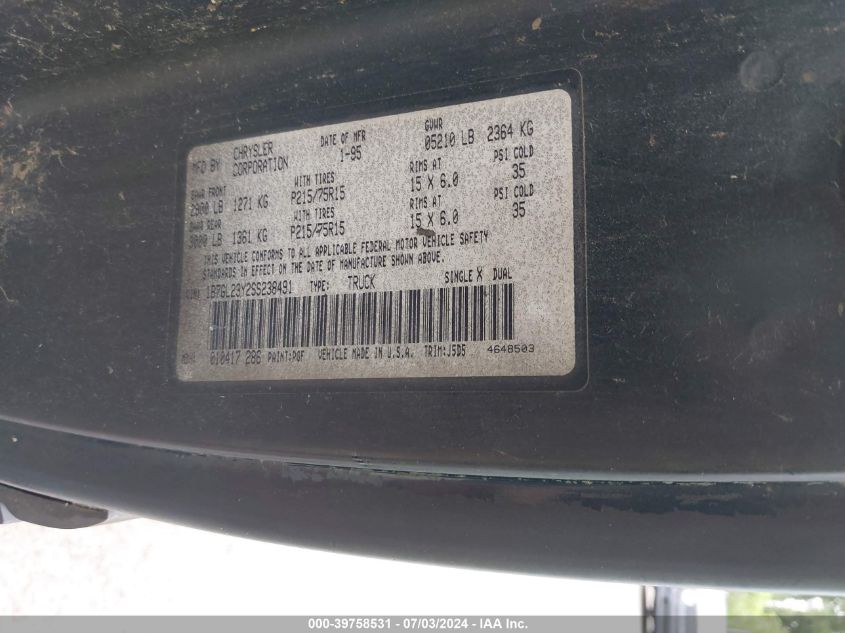 MFD BY CHRYSLER CORPORATION DATE OF MFR 1-95 GVWR 05210 LB 2364 KG
GAWR FRONT WITH TIRES RIMS AT PSI COLD
2800 LB 1271 KG P215/75R15 15 X 6.0 35
GAWR REAR WITH TIRES RIMS AT PSI COLD
3000 LB 1361 KG P215/75R15 15 X 6.0 35
THIS VEHICLE CONFORMS TO ALL APPLICABLE FEDERAL MOTOR VEHICLE SAFETY
STANDARDS IN EFFECT ON THE DATE OF MANUFACTURE SHOWN ABOVE.
VIN: 1B7GL23Y2SS238491 TYPE: TRUCK SINGLE X DUAL
MDH: 010417 286 PAINT:PGF VEHICLE MADE IN U.S.A. TRIM:J5D5 4648503
000-39758531 - 07/03/2024 - IAA Inc.